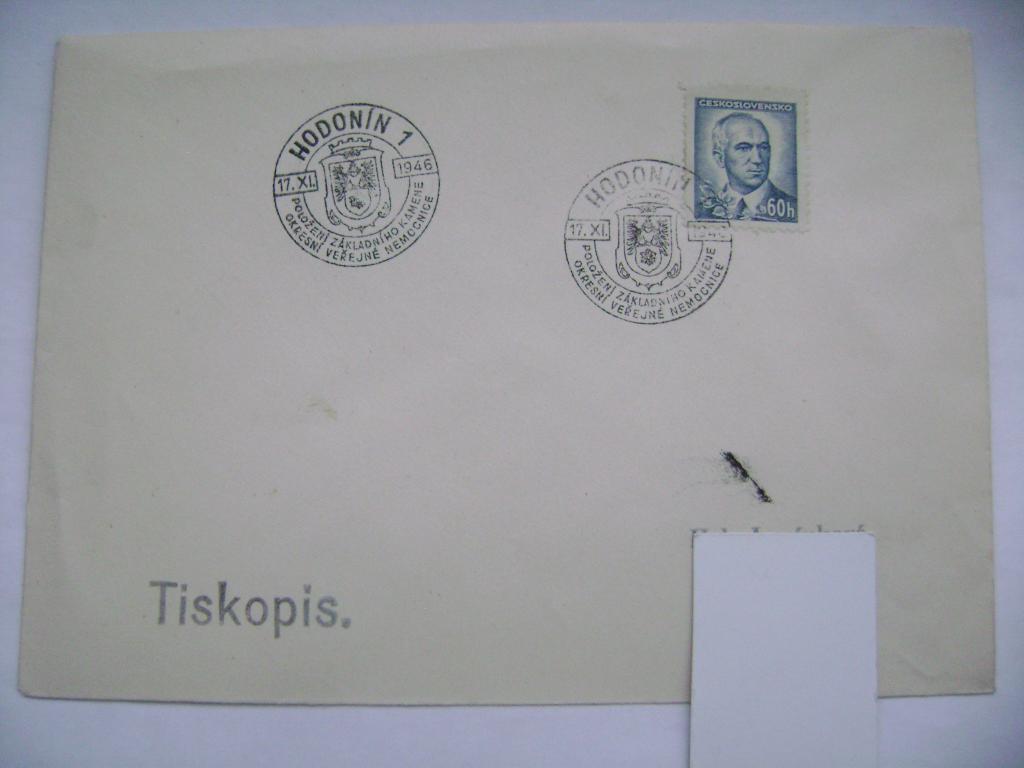 HODONÍN 1
17. XI. 1946
POLOŽENÍ ZÁKLADNÍHO KAMENE
OKRESNÍ VEŘEJNÉ NEMOCNICE
ČESKOSLOVENSKO
60h
HODONÍN
17. XI.
POLOŽENÍ ZÁKLADNÍHO KAMENE
OKRESNÍ VEŘEJNÉ NEMOCNICE
Tiskopis.